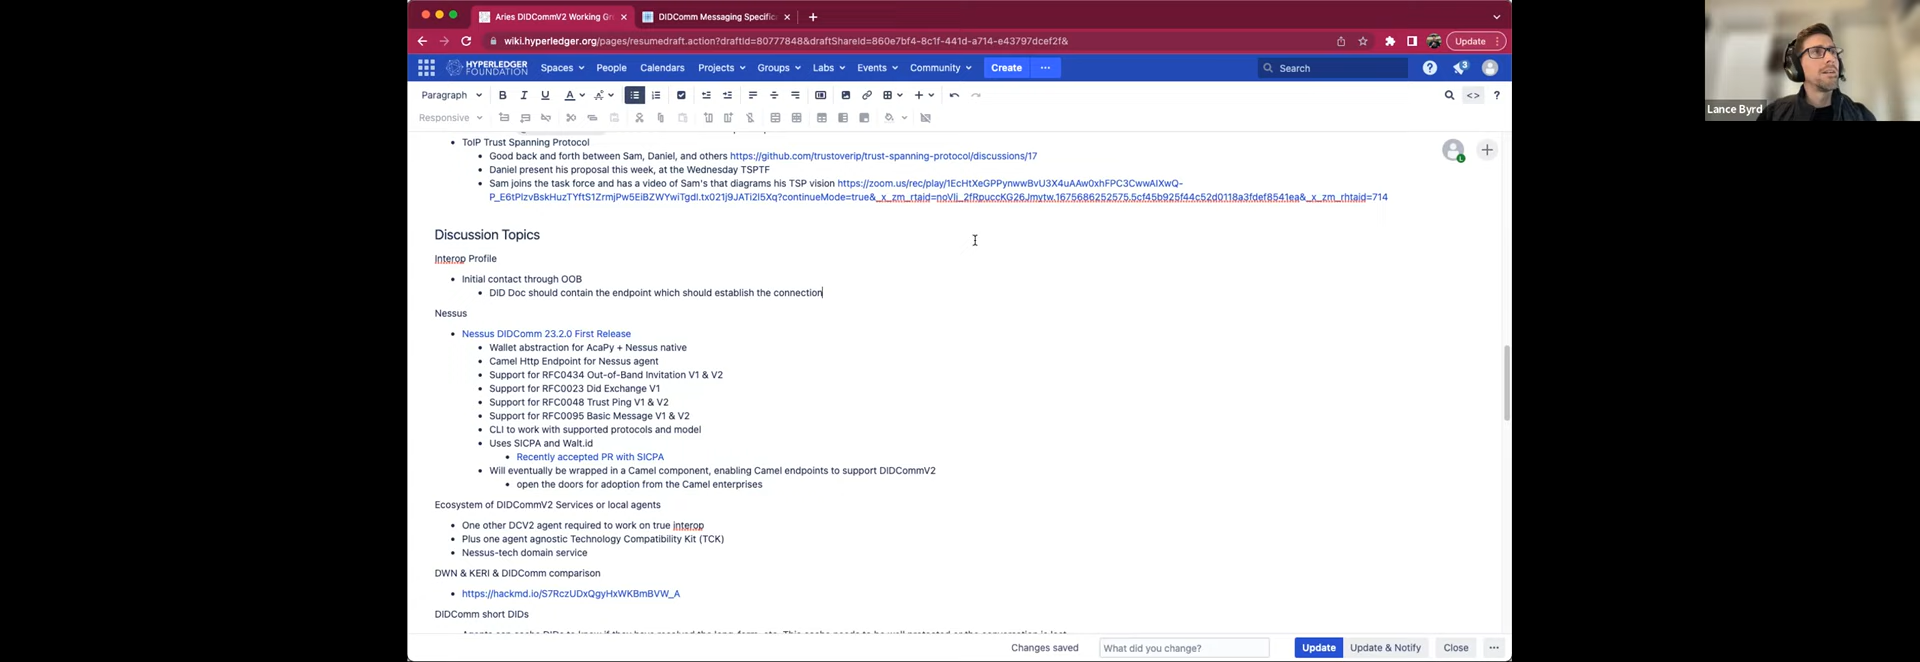 Aries DIDCommV2 Working Gr
DIDComm Messaging Specific
wiki.hyperledger.org/pages/resumedraft.action?draftId=80777848&draftShareId=860e7bf4-8c1f-441d-a714-e43797dcef2f&
Update
HYPERLEDGER FOUNDATION
Spaces People Calendars Projects Groups Labs Events Community Create
Search
3
Paragraph
B I U A
Responsive
ToIP Trust Spanning Protocol
Good back and forth between Sam, Daniel, and others https://github.com/trustoverip/trust-spanning-protocol/discussions/17
Daniel present his proposal this week, at the Wednesday TSPTF
Sam joins the task force and has a video of Sam's that diagrams his TSP vision https://zoom.us/rec/play/1EcHtXeGPPynwwBvU3X4uAAw0xhFPC3CwwAIXwQ-
P_E6tPlzvBskHuzTYftS1ZrmjPw5EiBZWYwiTgdl.tx021j9JATi2I5Xq?continueMode=true&_x_zm_rtaid=noVlj_2fRpuccKG26Jmytw.1675686252575.5cf45b925f44c52d0118a3fdef8541ea&_x_zm_rhtaid=714
Discussion Topics
Interop Profile
Initial contact through OOB
DID Doc should contain the endpoint which should establish the connection
Nessus
Nessus DIDComm 23.2.0 First Release
Wallet abstraction for AcaPy + Nessus native
Camel Http Endpoint for Nessus agent
Support for RFC0434 Out-of-Band Invitation V1 & V2
Support for RFC0023 Did Exchange V1
Support for RFC0048 Trust Ping V1 & V2
Support for RFC0095 Basic Message V1 & V2
CLI to work with supported protocols and model
Uses SICPA and Walt.id
Recently accepted PR with SICPA
Will eventually be wrapped in a Camel component, enabling Camel endpoints to support DIDCommV2
open the doors for adoption from the Camel enterprises
Ecosystem of DIDCommV2 Services or local agents
One other DCV2 agent required to work on true interop
Plus one agent agnostic Technology Compatibility Kit (TCK)
Nessus-tech domain service
DWN & KERI & DIDComm comparison
https://hackmd.io/S7RczUDxQgyHxWKBmBVW_A
DIDComm short DIDs
Changes saved
What did you change?
Update
Update & Notify
Close
Lance Byrd